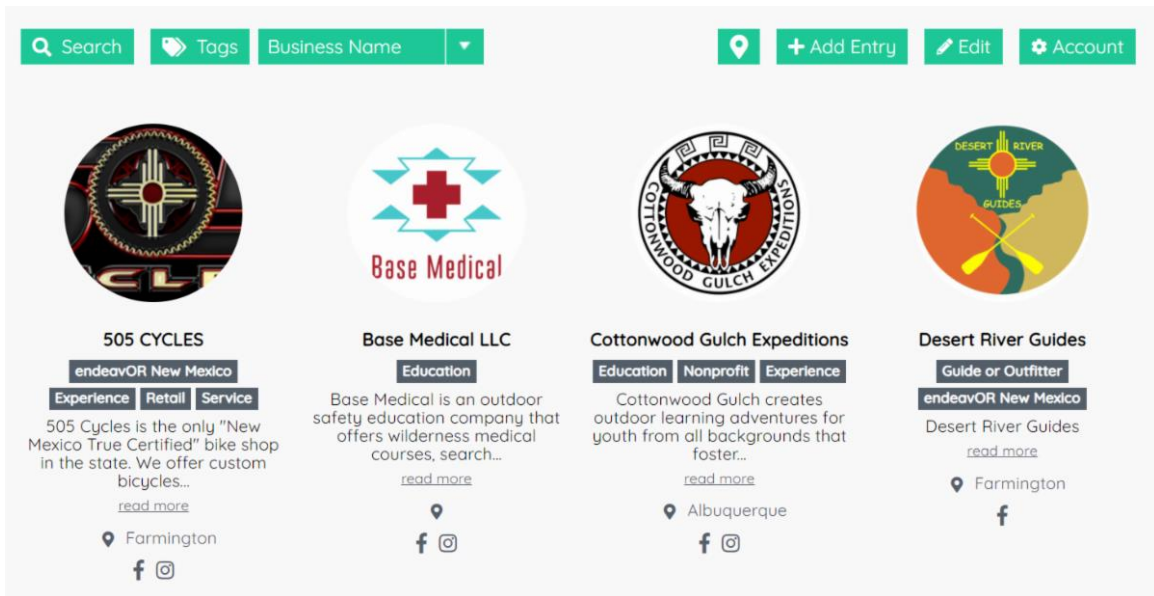 Search
Tags
Business Name
Add Entry
Edit
Account
Base Medical
COTTONWOOD GULCH EXPEDITIONS
DESERT RIVER
GUIDES
505 CYCLES
endeavOR New Mexico
Experience Retail Service
505 Cycles is the only "New
Mexico True Certified" bike shop
in the state. We offer custom
bicycles...
read more
Farmington
Base Medical LLC
Education
Base Medical is an outdoor
safety education company that
offers wilderness medical
courses, search...
read more
Cottonwood Gulch Expeditions
Education Nonprofit Experience
Cottonwood Gulch creates
outdoor learning adventures for
youth from all backgrounds that
foster...
read more
Albuquerque
Desert River Guides
Guide or Outfitter
endeavOR New Mexico
Desert River Guides
read more
Farmington